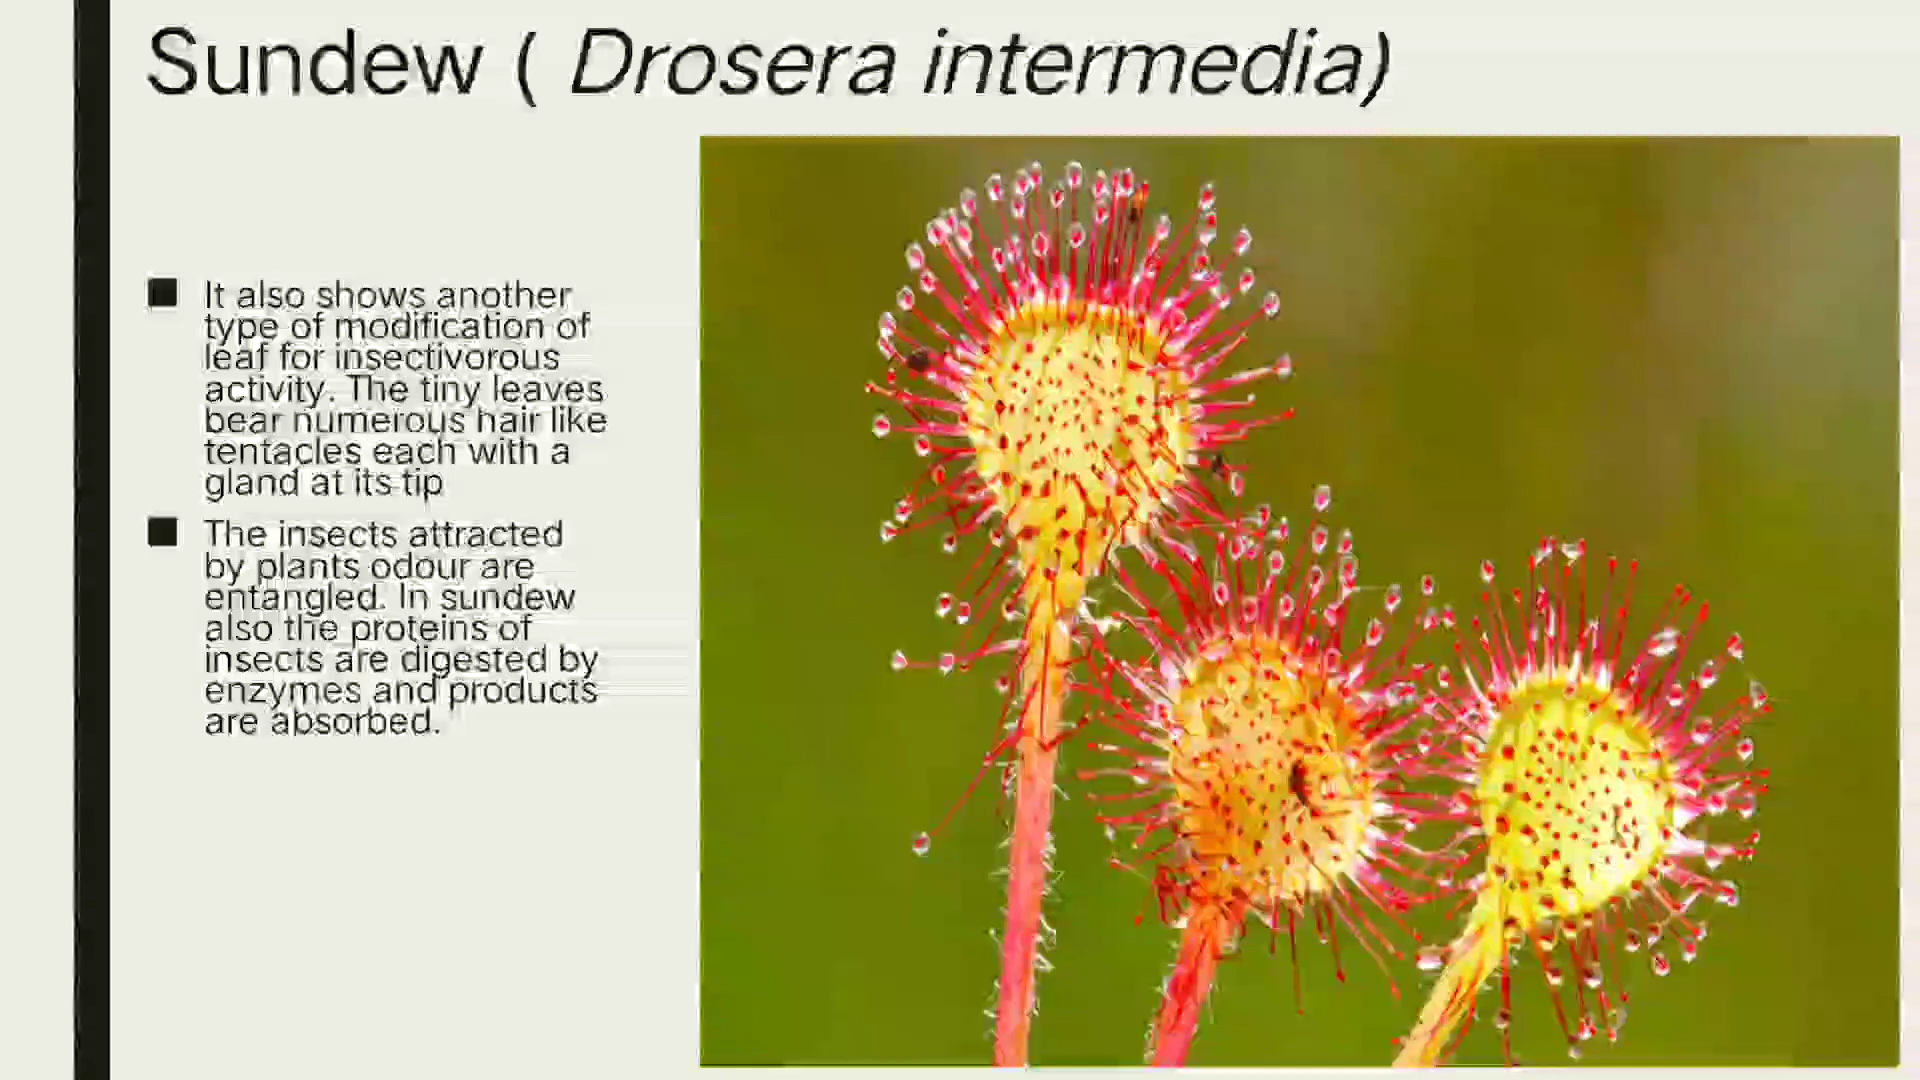 Sundew ( Drosera intermedia)
It also shows another
type of modification of
leaf for insectivorous
activity. The tiny leaves
bear numerous hair like
tentacles each with a
gland at its tip
The insects attracted
by plants odour are
entangled. In sundew
also the proteins of
insects are digested by
enzymes and products
are absorbed.